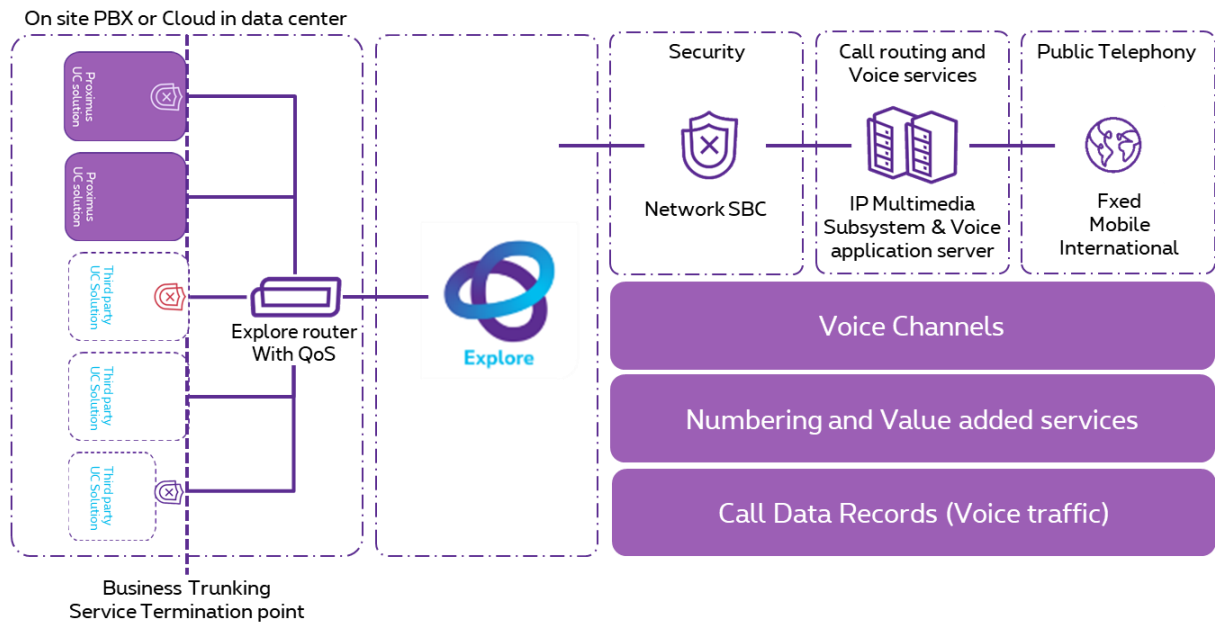 On site PBX or Cloud in data center
Proximus
UC solution
Proximus
UC solution
Third party
UC Solution
Third party
UC Solution
Third party
UC Solution
Explore router
With QoS
Business Trunking
Service Termination point
Explore
Security
Network SBC
Call routing and
Voice services
IP Multimedia
Subsystem & Voice
application server
Public Telephony
Fxed
Mobile
International
Voice Channels
Numbering and Value added services
Call Data Records (Voice traffic)